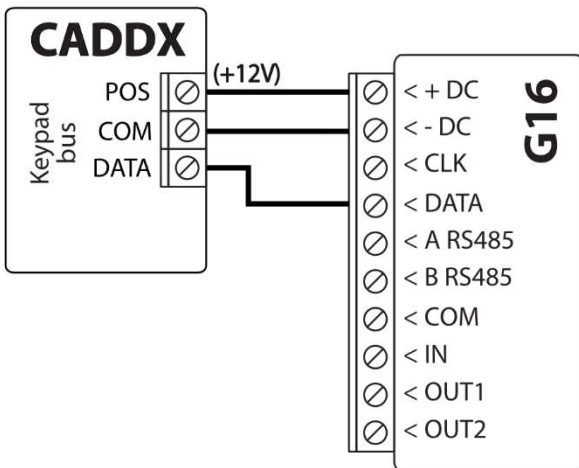 CADDX
Keypad
bus
POS
COM
DATA
(+12V)
G16
< + DC
< - DC
< CLK
< DATA
< A RS485
< B RS485
< COM
< IN
< OUT1
< OUT2